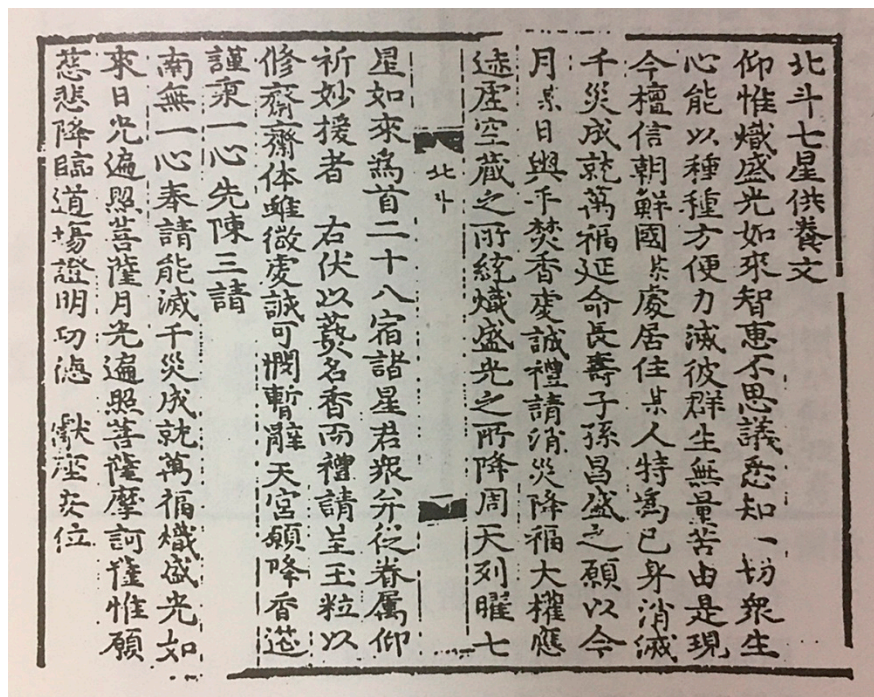 北斗七星供養文
仰惟熾盛光如來智惠不思議悉知一切衆生
心能以種種方便力滅彼群生無量苦由是現
今檀信朝鮮國某處居住某人特爲已身消滅
千災成就萬福延命長壽子孫昌盛之願以今
月某日與手焚香虔誠禮請消災降福大權應
迹虛空蔵之所統熾盛光之所降周天列曜七
北斗
一
星如來爲首二十八宿諸星君衆并從眷屬仰
祈妙援者 右伏以爇名香而禮請呈玉粒以
修齋齋体雖微虔誠可憫暫辭天宮願降香筵
謹秉一心先陳三請
南無一心奉請能滅千災成就萬福熾盛光如
來日光遍照菩薩月光遍照菩薩摩訶薩惟願
慈悲降臨道場證明功德 獻座安位